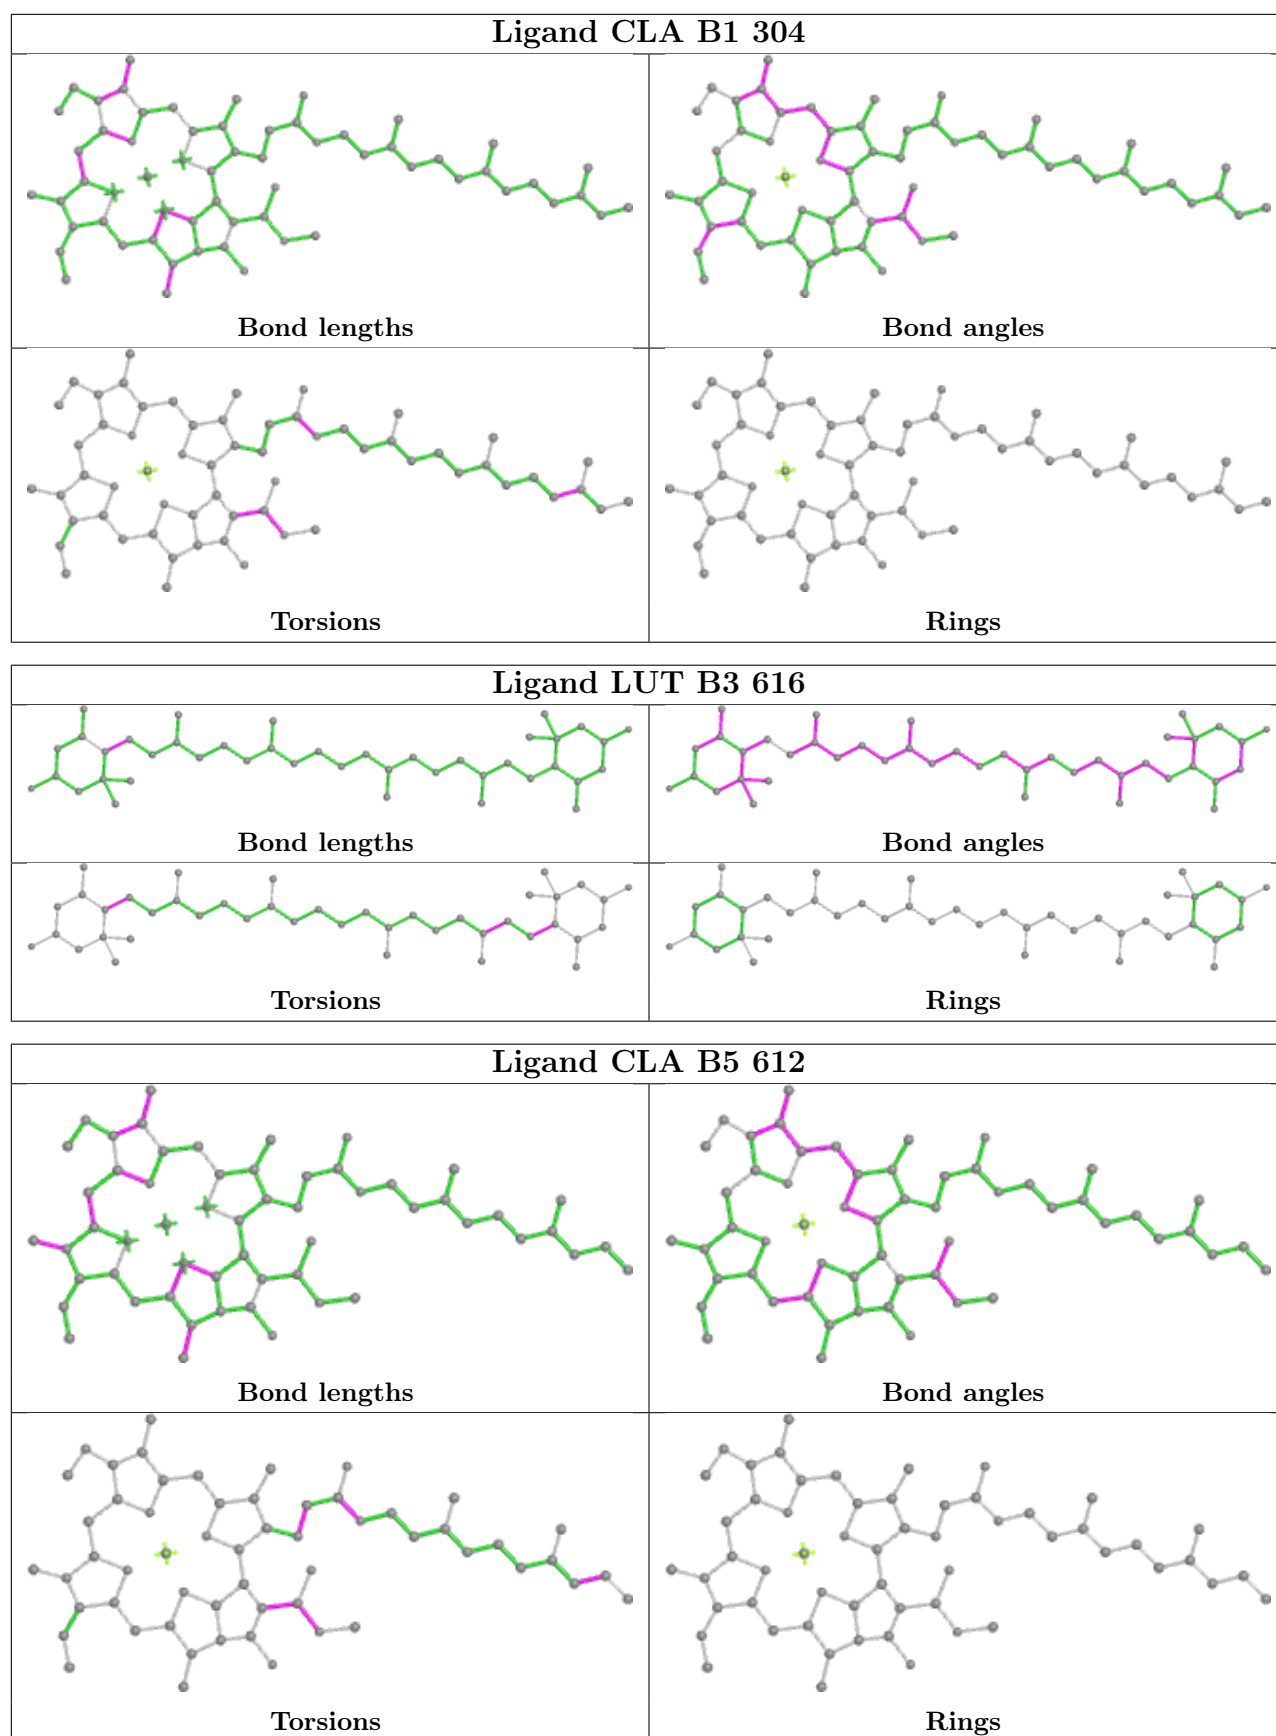 Ligand CLA B1 304
Bond lengths
Bond angles
Torsions
Rings
Ligand LUT B3 616
Bond lengths
Bond angles
Torsions
Rings
Ligand CLA B5 612
Bond lengths
Bond angles
Torsions
Rings